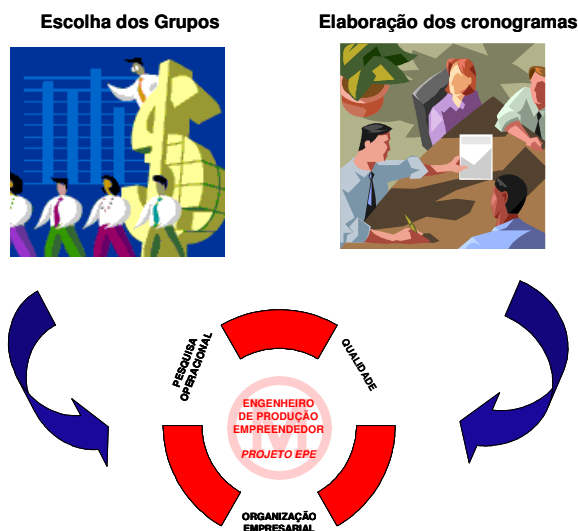 Escolha dos Grupos
Elaboração dos cronogramas
PESQUISA
OPERACIONAL
QUALIDADE
ENGENHEIRO
DE PRODUÇÃO
EMPREENDEDOR
PROJETO EPE
ORGANIZAÇÃO
EMPRESARIAL
M